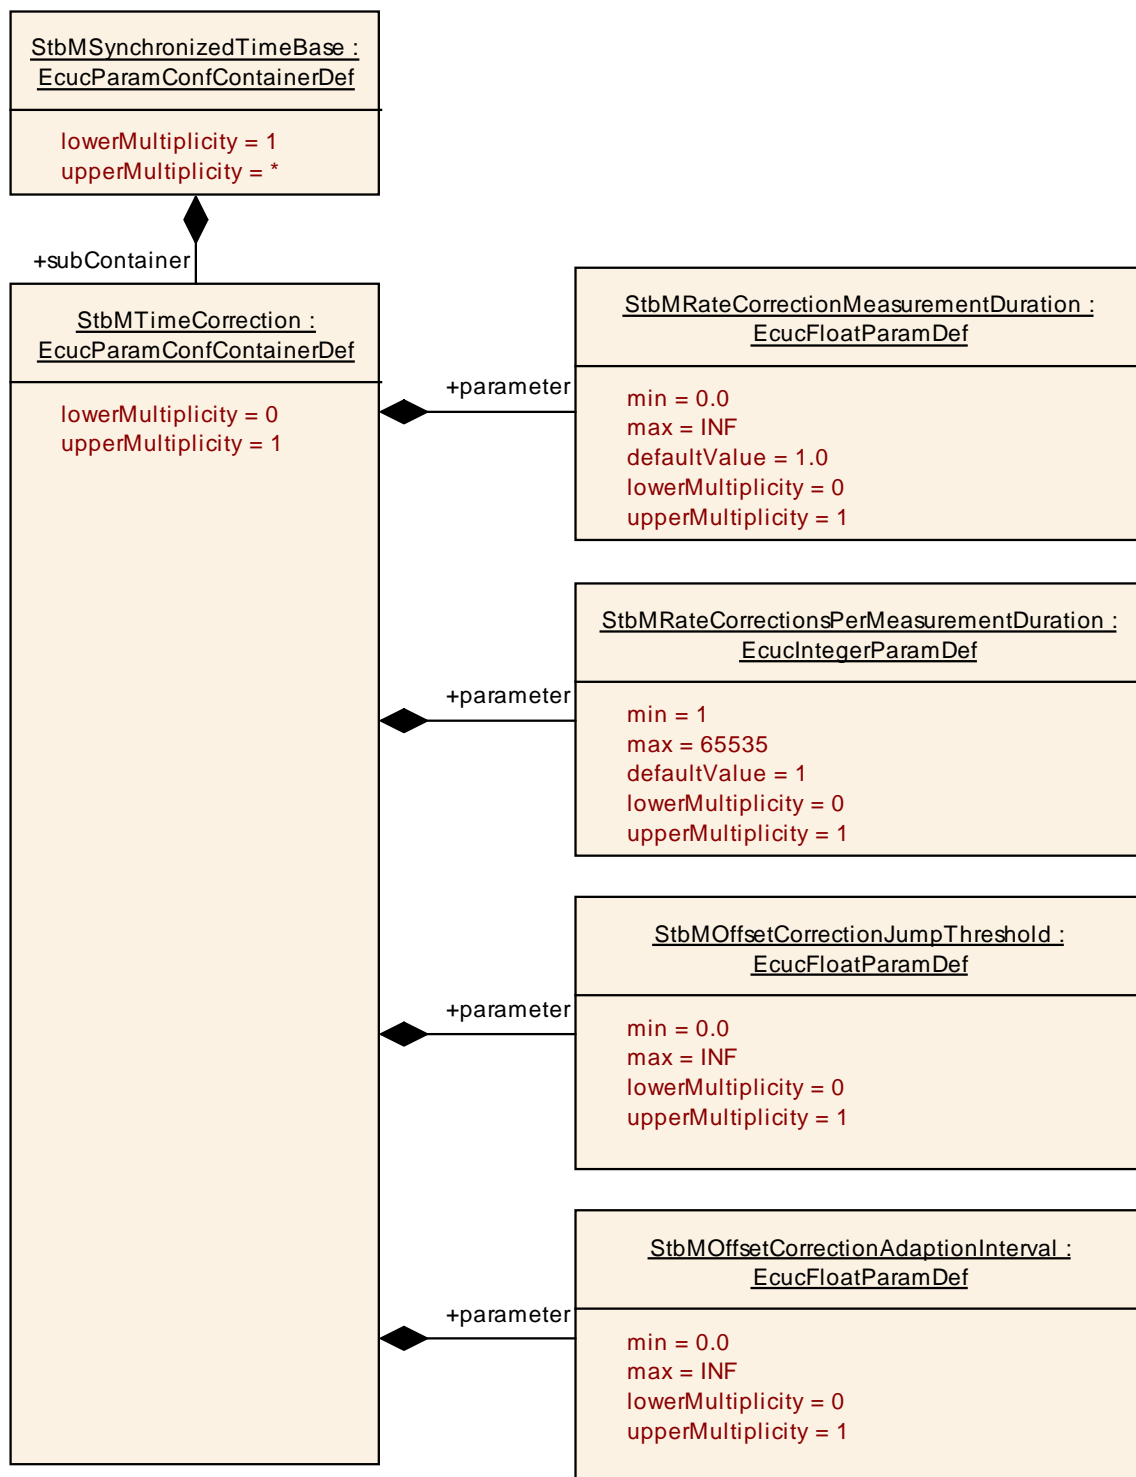 StbMSynchronizedTimeBase :
EcucParamConfContainerDef
lowerMultiplicity = 1
upperMultiplicity = *
+subContainer
StbMTimeCorrection :
EcucParamConfContainerDef
lowerMultiplicity = 0
upperMultiplicity = 1
+parameter
StbMRateCorrectionMeasurementDuration :
EcucFloatParamDef
min = 0.0
max = INF
defaultValue = 1.0
lowerMultiplicity = 0
upperMultiplicity = 1
+parameter
StbMRateCorrectionsPerMeasurementDuration :
EcucIntegerParamDef
min = 1
max = 65535
defaultValue = 1
lowerMultiplicity = 0
upperMultiplicity = 1
+parameter
StbMOffsetCorrectionJumpThreshold :
EcucFloatParamDef
min = 0.0
max = INF
lowerMultiplicity = 0
upperMultiplicity = 1
+parameter
StbMOffsetCorrectionAdaptionInterval :
EcucFloatParamDef
min = 0.0
max = INF
lowerMultiplicity = 0
upperMultiplicity = 1